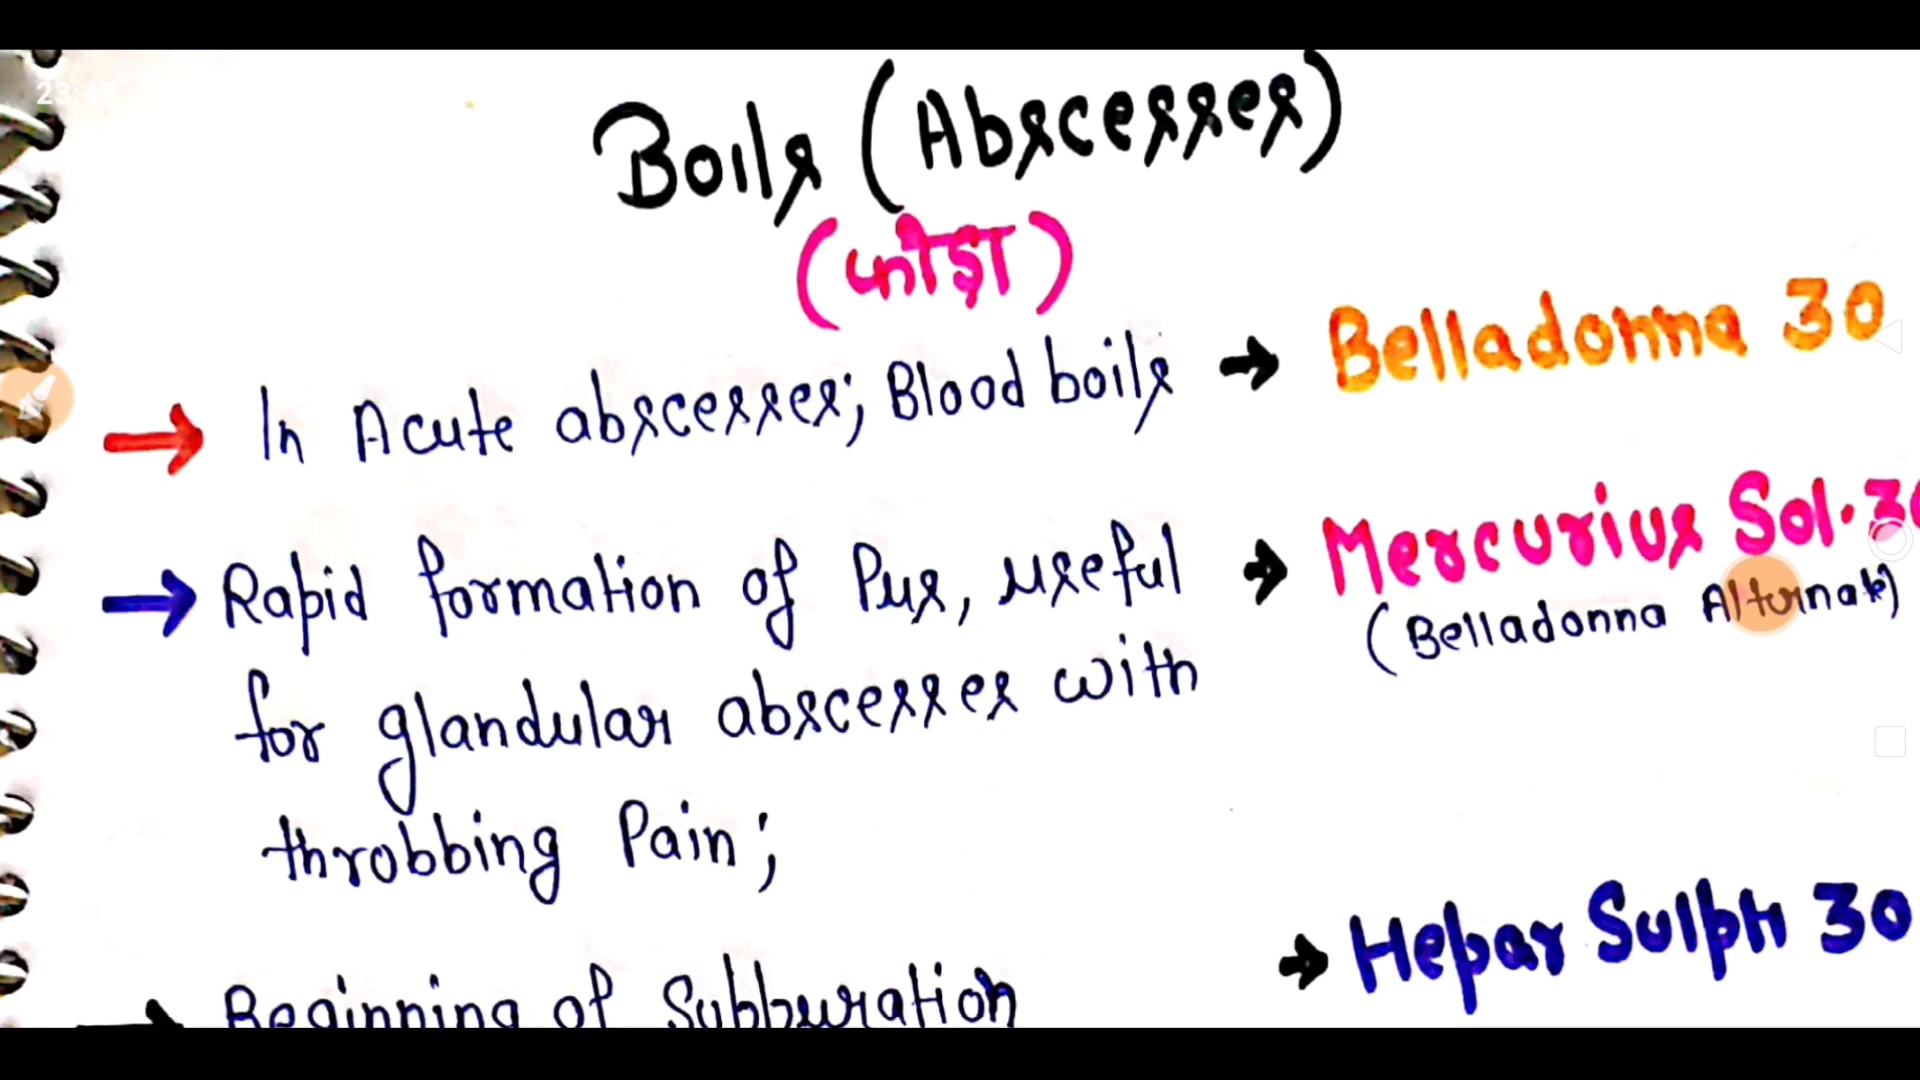 Boils (Abscesses)
(फोड़ा)
In Acute abscesses; Blood boils → Belladonna 30
Rapid formation of Pus, useful → Mercurius Sol. 30
(Belladonna Alternate)
for glandular abscesses with
throbbing Pain;
→ Hepar Sulph 30
Beginning of Suppuration